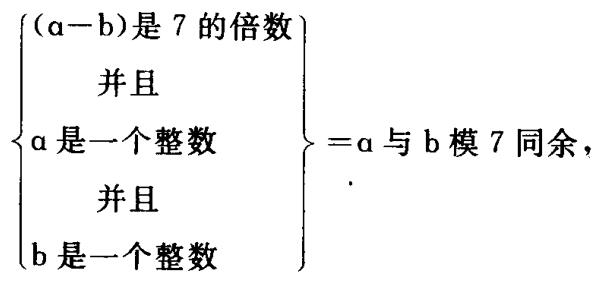 (a－b)是 7 的倍数
并且
a 是一个整数
并且
b 是一个整数
=a 与 b 模 7 同余，